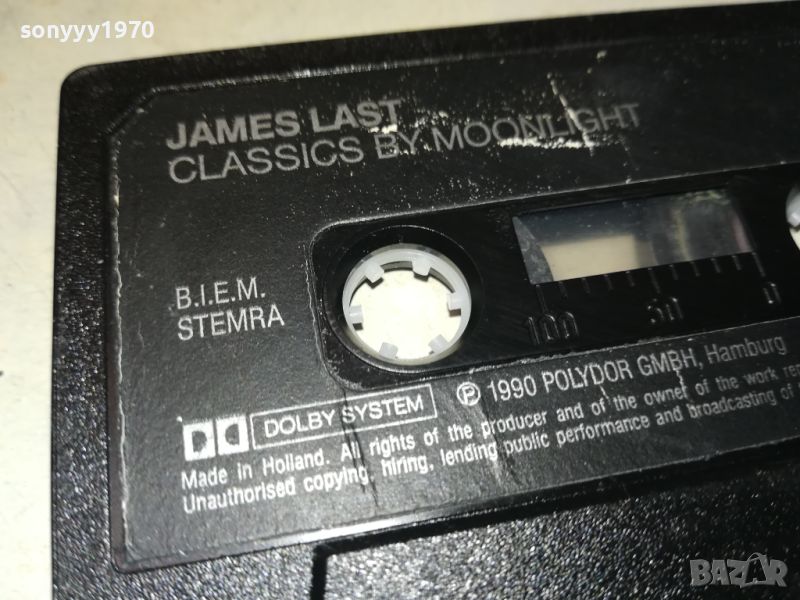 sonyyy1970
JAMES LAST
CLASSICS BY MOONLIGHT
B.I.E.M.
STEMRA
100 50 0
DOLBY SYSTEM
℗ 1990 POLYDOR GMBH, Hamburg
Made in Holland. All rights of the producer and of the owner of the work
Unauthorised copying, hiring, lending, public performance and broadcasting of
BAZAR